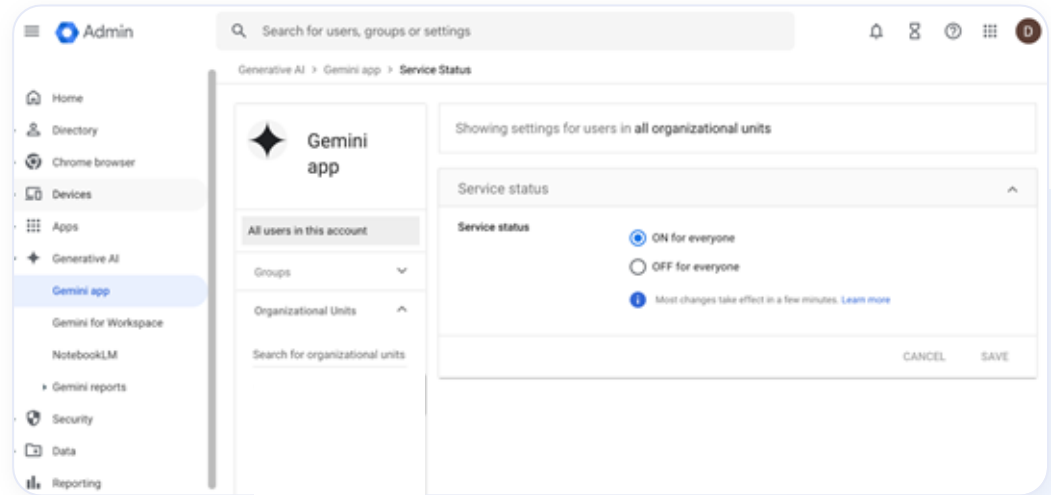 Admin
Search for users, groups or settings
D
Generative AI > Gemini app > Service Status
Home
Directory
Chrome browser
Devices
Apps
Generative AI
Gemini app
Gemini for Workspace
NotebookLM
Gemini reports
Security
Data
Reporting
Gemini
app
All users in this account
Groups
Organizational Units
Search for organizational units
Showing settings for users in all organizational units
Service status
Service status
ON for everyone
OFF for everyone
Most changes take effect in a few minutes. Learn more
CANCEL SAVE